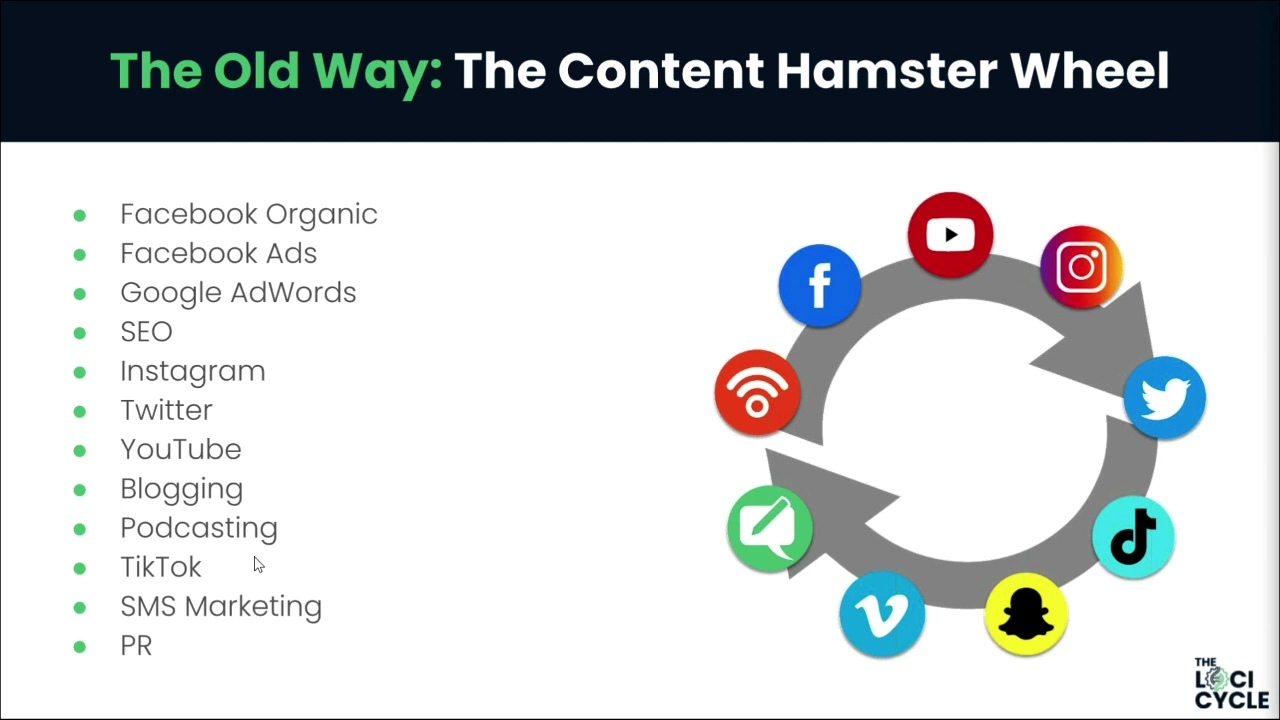 The Old Way: The Content Hamster Wheel
Facebook Organic
Facebook Ads
Google AdWords
SEO
Instagram
Twitter
YouTube
Blogging
Podcasting
TikTok
SMS Marketing
PR
THE
LOCI
CYCLE